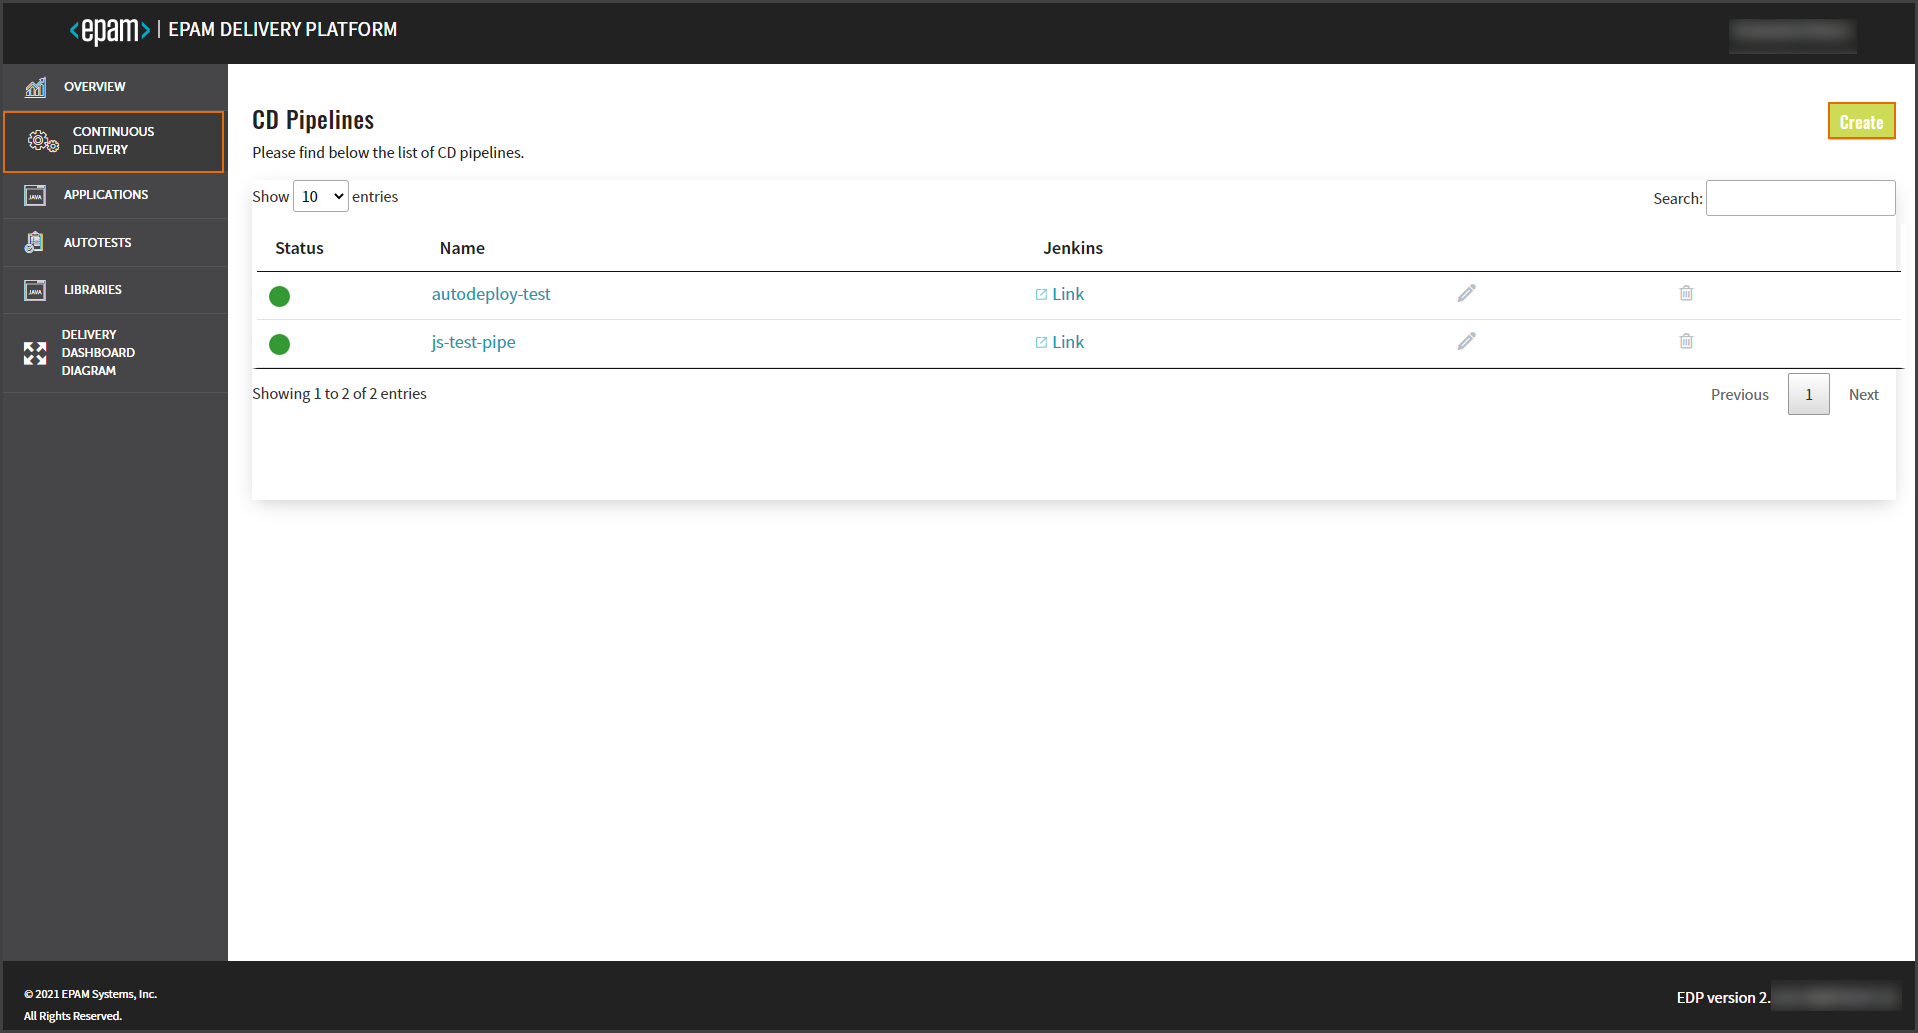 <epam> | EPAM DELIVERY PLATFORM
OVERVIEW
CONTINUOUS
DELIVERY
APPLICATIONS
AUTOTESTS
LIBRARIES
DELIVERY
DASHBOARD
DIAGRAM
CD Pipelines
Create
Please find below the list of CD pipelines.
Show 10 entries
Search:
Status Name Jenkins
autodeploy-test Link
js-test-pipe Link
Showing 1 to 2 of 2 entries
Previous 1 Next
© 2021 EPAM Systems, Inc.
All Rights Reserved.
EDP version 2.